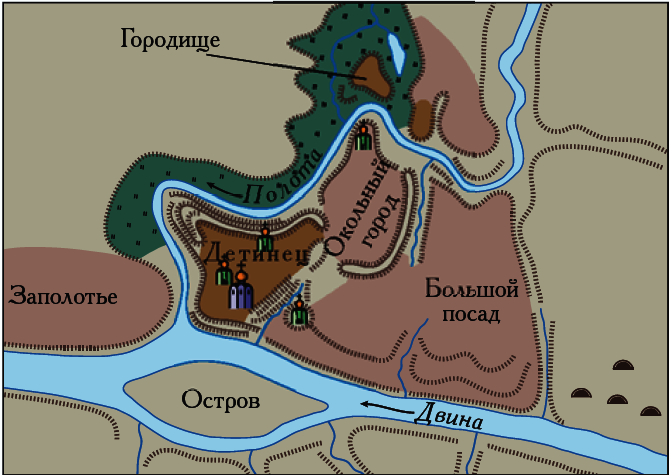 Городище
Полота
Окольный
город
Детинец
Заполотье
Большой
посад
Остров
Двина